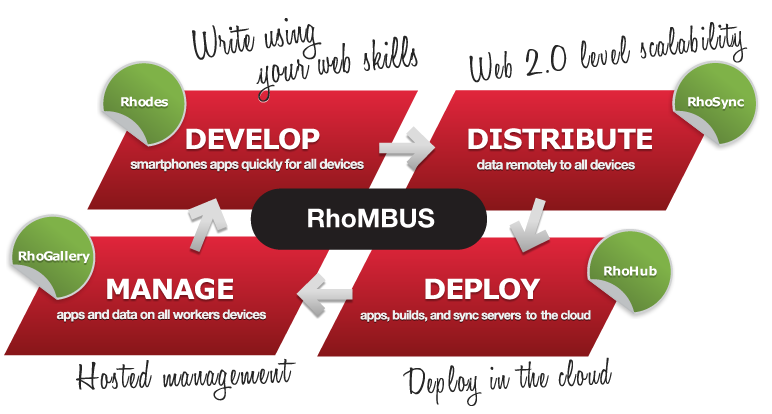 Write using
your web skills
Web 2.0 level scalability
Rhodes
DEVELOP
smartphones apps quickly for all devices
RhoSync
DISTRIBUTE
data remotely to all devices
RhoMBUS
RhoGallery
MANAGE
apps and data on all workers devices
RhoHub
DEPLOY
apps, builds, and sync servers to the cloud
Hosted management
Deploy in the cloud